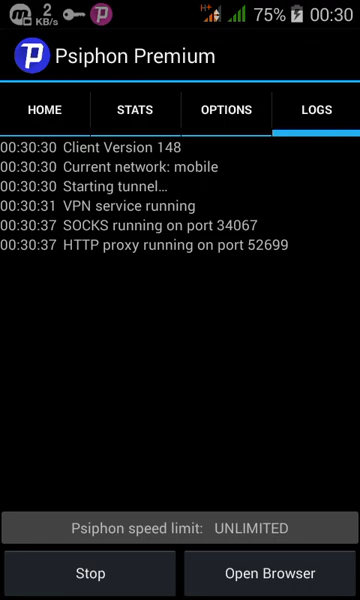 2
KB/s
H+
75%
00:30
Psiphon Premium
HOME
STATS
OPTIONS
LOGS
00:30:30 Client Version 148
00:30:30 Current network: mobile
00:30:30 Starting tunnel…
00:30:31 VPN service running
00:30:37 SOCKS running on port 34067
00:30:37 HTTP proxy running on port 52699
Psiphon speed limit: UNLIMITED
Stop
Open Browser